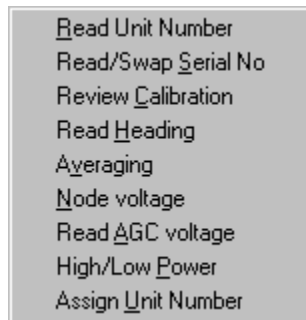 Read Unit Number
Read/Swap Serial No
Review Calibration
Read Heading
Averaging
Node voltage
Read AGC voltage
High/Low Power
Assign Unit Number